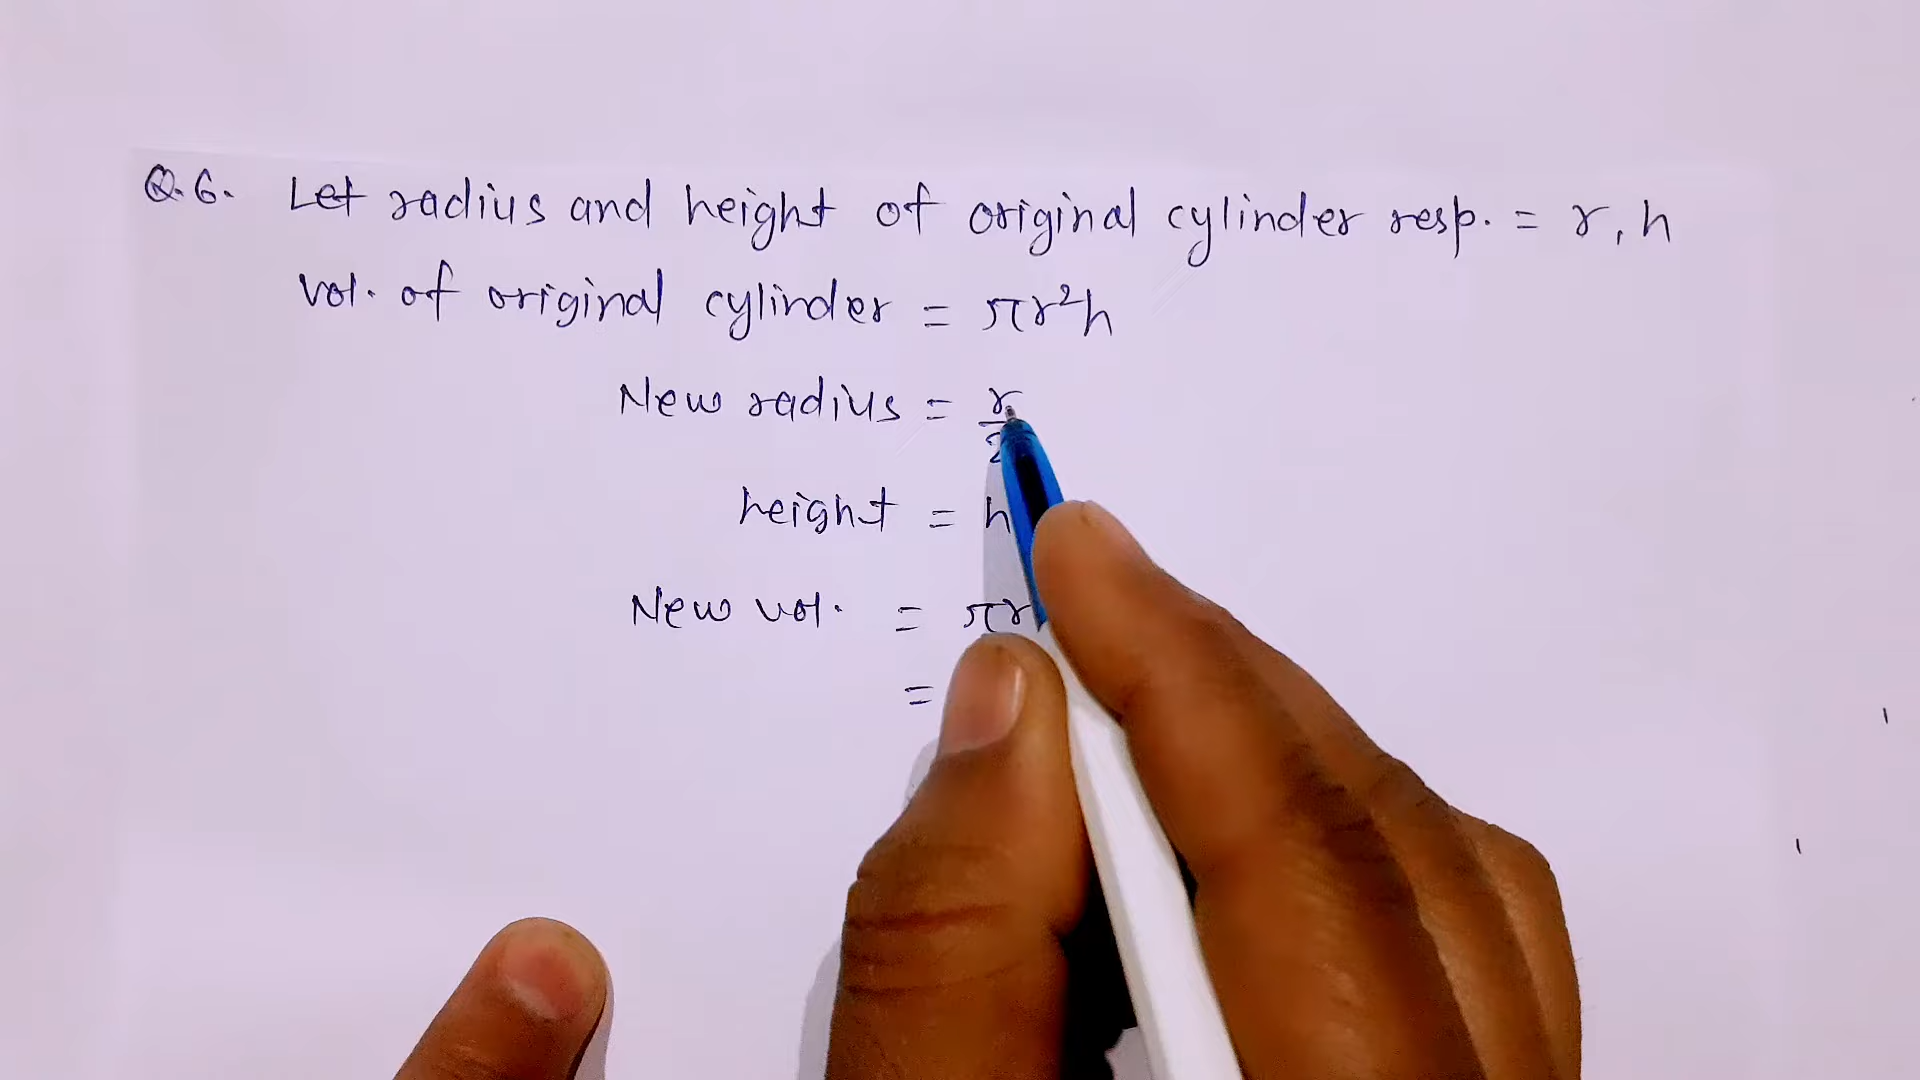 Q.6. Let radius and height of original cylinder resp. = r, h
Vol. of original cylinder = πr²h
New radius = r/2
height = h
New vol. = πr
=